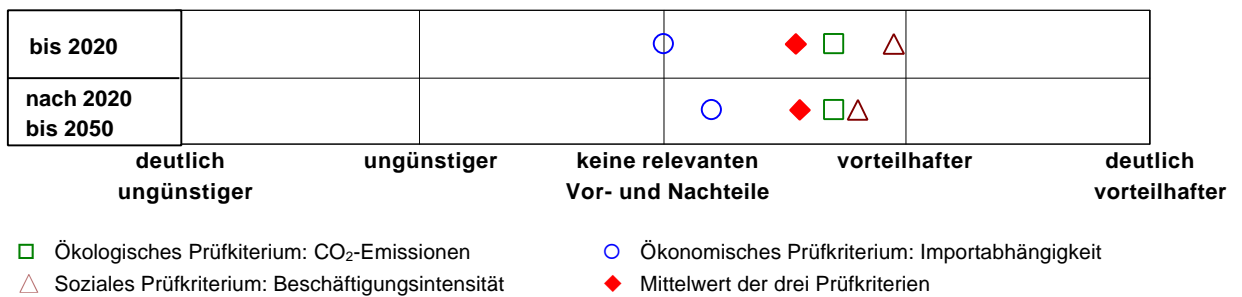 bis 2020
nach 2020
bis 2050
deutlich ungünstiger keine relevanten vorteilhafter deutlich
ungünstiger Vor- und Nachteile vorteilhafter
Ökologisches Prüfkiterium: CO₂-Emissionen Ökonomisches Prüfkriterium: Importabhängigkeit
Soziales Prüfkriterium: Beschäftigungsintensität Mittelwert der drei Prüfkriterien